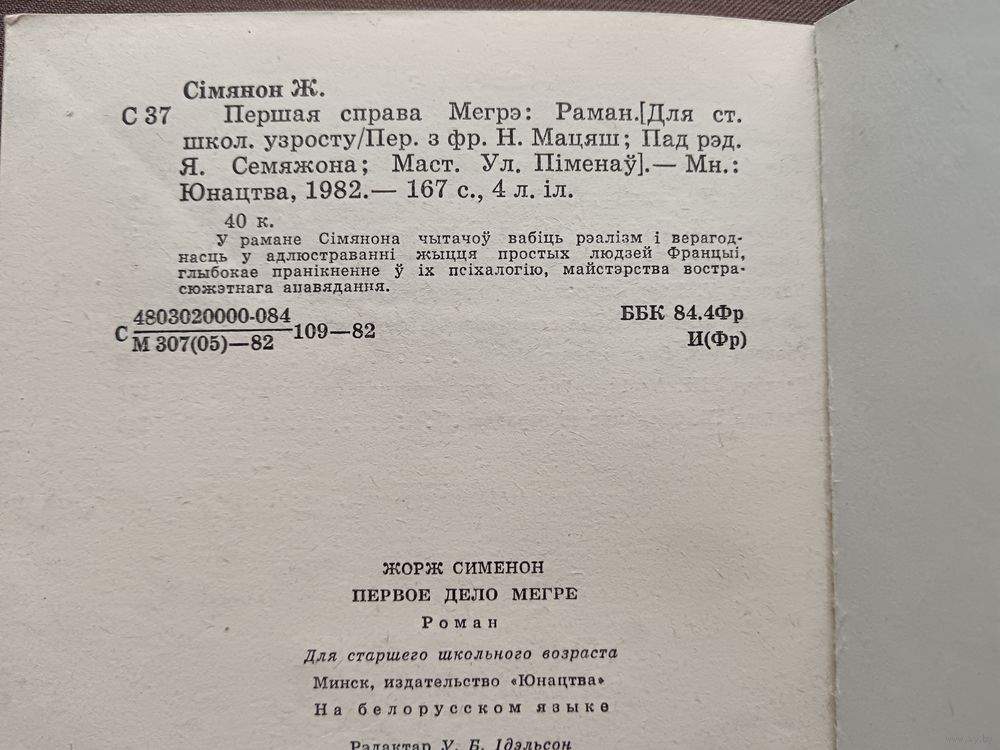 Сімянон Ж.
С 37 Першая справа Мегрэ: Раман.[Для ст.
школ. узросту/Пер. з фр. Н. Мацяш; Пад рэд.
Я. Семяжона; Маст. Ул. Піменаў].— Мн.:
Юнацтва, 1982.— 167 с., 4 л. іл.
40 к.
У рамане Сімянона чытачоў вабіць рэалізм і верагод-
насць у адлюстраванні жыцця простых людзей Францыі,
глыбокае пранікненне ў іх псіхалогію, майстэрства востра-
сюжэтнага апавядання.
С 4803020000-084 109—82 ББК 84.4Фр
М 307(05)—82 И(Фр)
ЖОРЖ СИМЕНОН
ПЕРВОЕ ДЕЛО МЕГРЕ
Роман
Для старшего школьного возраста
Минск, издательство «Юнацтва»
На белорусском языке
Рэдактар У. Б. Ідэльсон